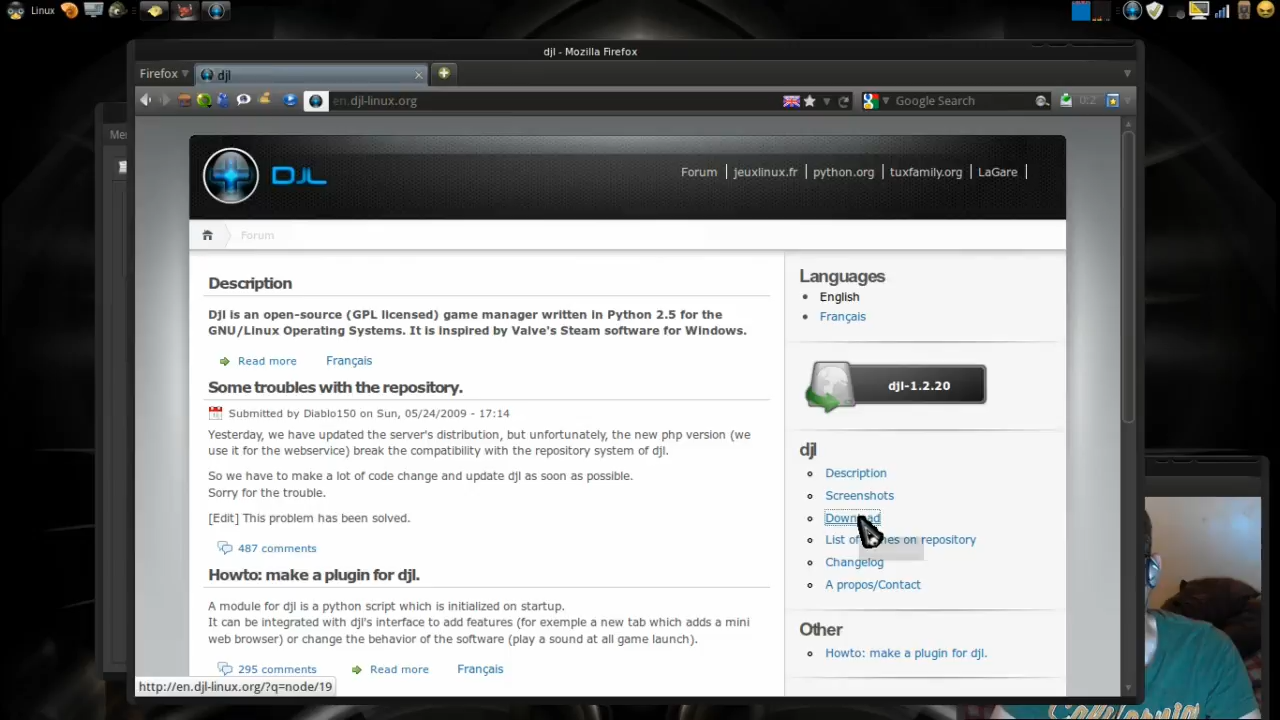 Linux
djl - Mozilla Firefox
Firefox
djl
en.djl-linux.org
Google Search
0:2
Me
DJL
Forum
jeuxlinux.fr
python.org
tuxfamily.org
LaGare
Forum
Description
Djl is an open-source (GPL licensed) game manager written in Python 2.5 for the
GNU/Linux Operating Systems. It is inspired by Valve's Steam software for Windows.
Read more
Français
Some troubles with the repository.
Submitted by Diablo150 on Sun, 05/24/2009 - 17:14
Yesterday, we have updated the server's distribution, but unfortunately, the new php version (we
use it for the webservice) break the compatibility with the repository system of djl.
So we have to make a lot of code change and update djl as soon as possible.
Sorry for the trouble.
[Edit] This problem has been solved.
487 comments
Howto: make a plugin for djl.
A module for djl is a python script which is initialized on startup.
It can be integrated with djl's interface to add features (for exemple a new tab which adds a mini
web browser) or change the behavior of the software (play a sound at all game launch).
295 comments
Read more
Français
http://en.djl-linux.org/?q=node/19
Languages
English
Français
djl-1.2.20
djl
Description
Screenshots
Download
List of games on repository
Changelog
A propos/Contact
Other
Howto: make a plugin for djl.